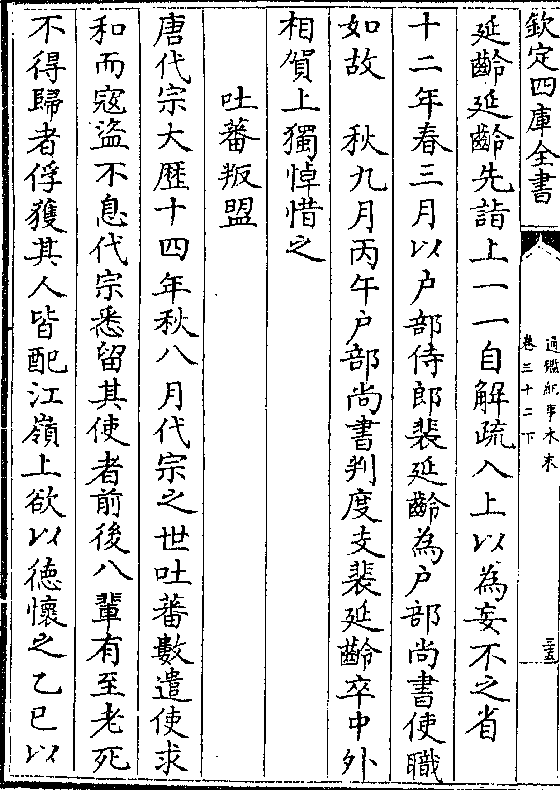 欽定四庫全書
通鑑紀事本末
卷三十二下
三五
延齡延齡先詣上一一自解疏入上以為妄不之省
十二年春三月以户部侍郎裴延齡為户部尚書使職
如故　秋九月丙午户部尚書判度支裴延齡卒中外
相賀上獨悼惜之
吐蕃叛盟
唐代宗大厯十四年秋八月代宗之世吐蕃數遣使求
和而寇盜不息代宗悉留其使者前後八輩有至老死
不得歸者俘獲其人皆配江嶺上欲以德懷之乙巳以